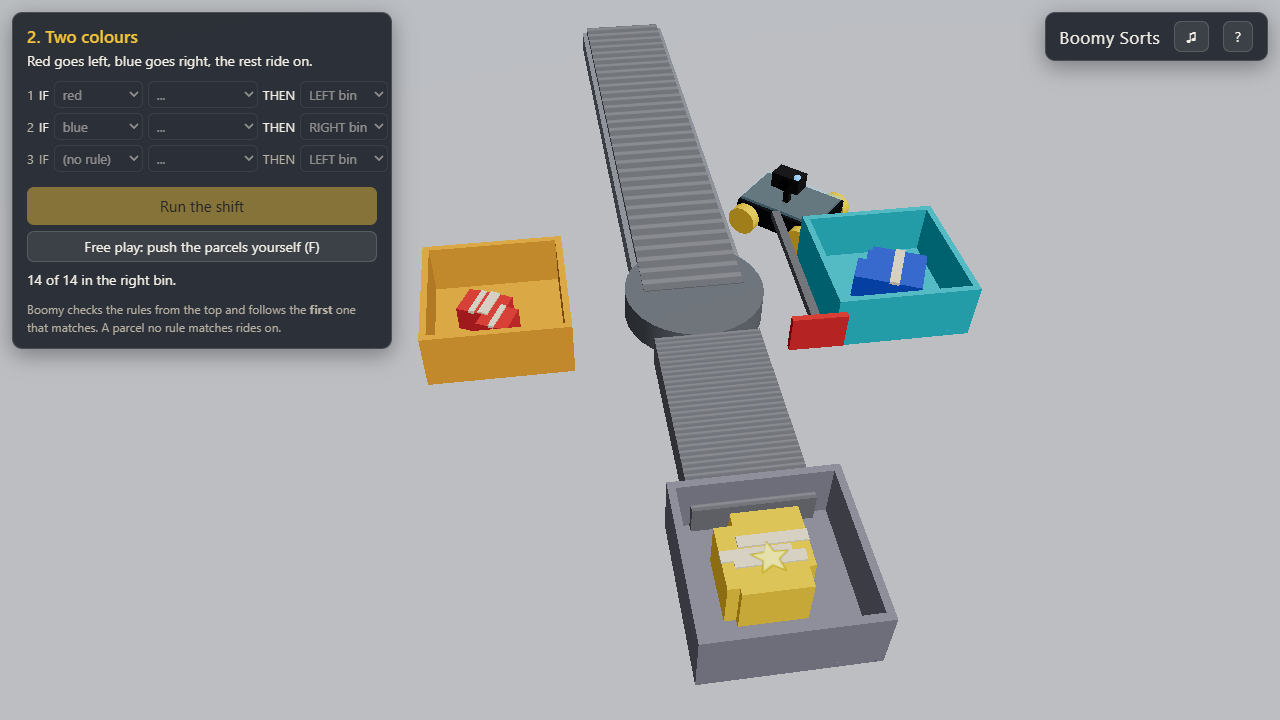 2. Two colours
Red goes left, blue goes right, the rest ride on.
1 IF red ... THEN LEFT bin
2 IF blue ... THEN RIGHT bin
3 IF (no rule) ... THEN LEFT bin
Run the shift
Free play: push the parcels yourself (F)
14 of 14 in the right bin.
Boomy checks the rules from the top and follows the first one
that matches. A parcel no rule matches rides on.
Boomy Sorts ♫ ?